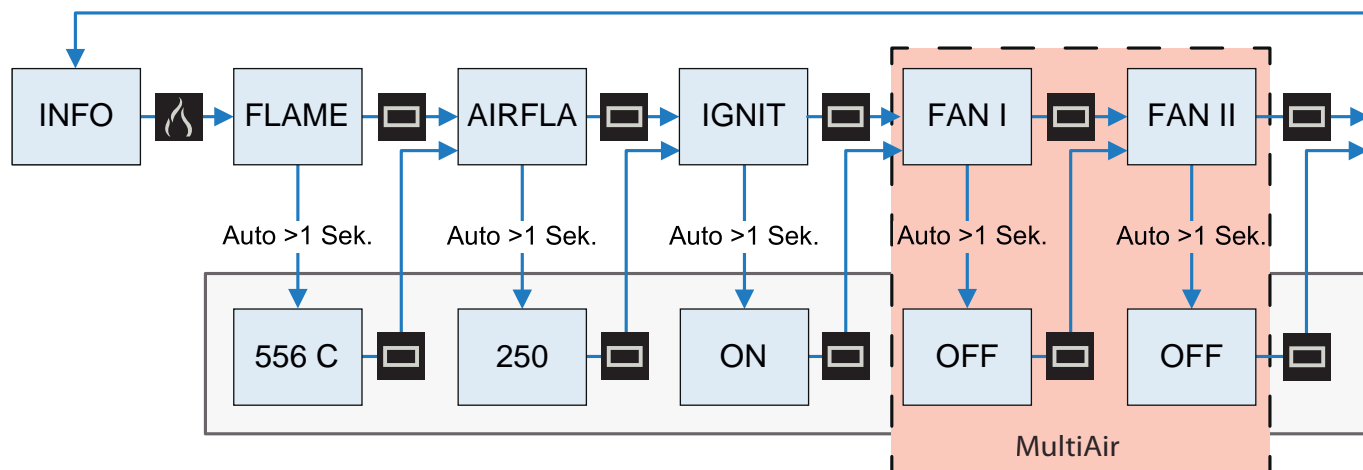 INFO
FLAME
AIRFLA
IGNIT
FAN I
FAN II
Auto >1 Sek.
Auto >1 Sek.
Auto >1 Sek.
Auto >1 Sek.
Auto >1 Sek.
556 C
250
ON
OFF
OFF
MultiAir